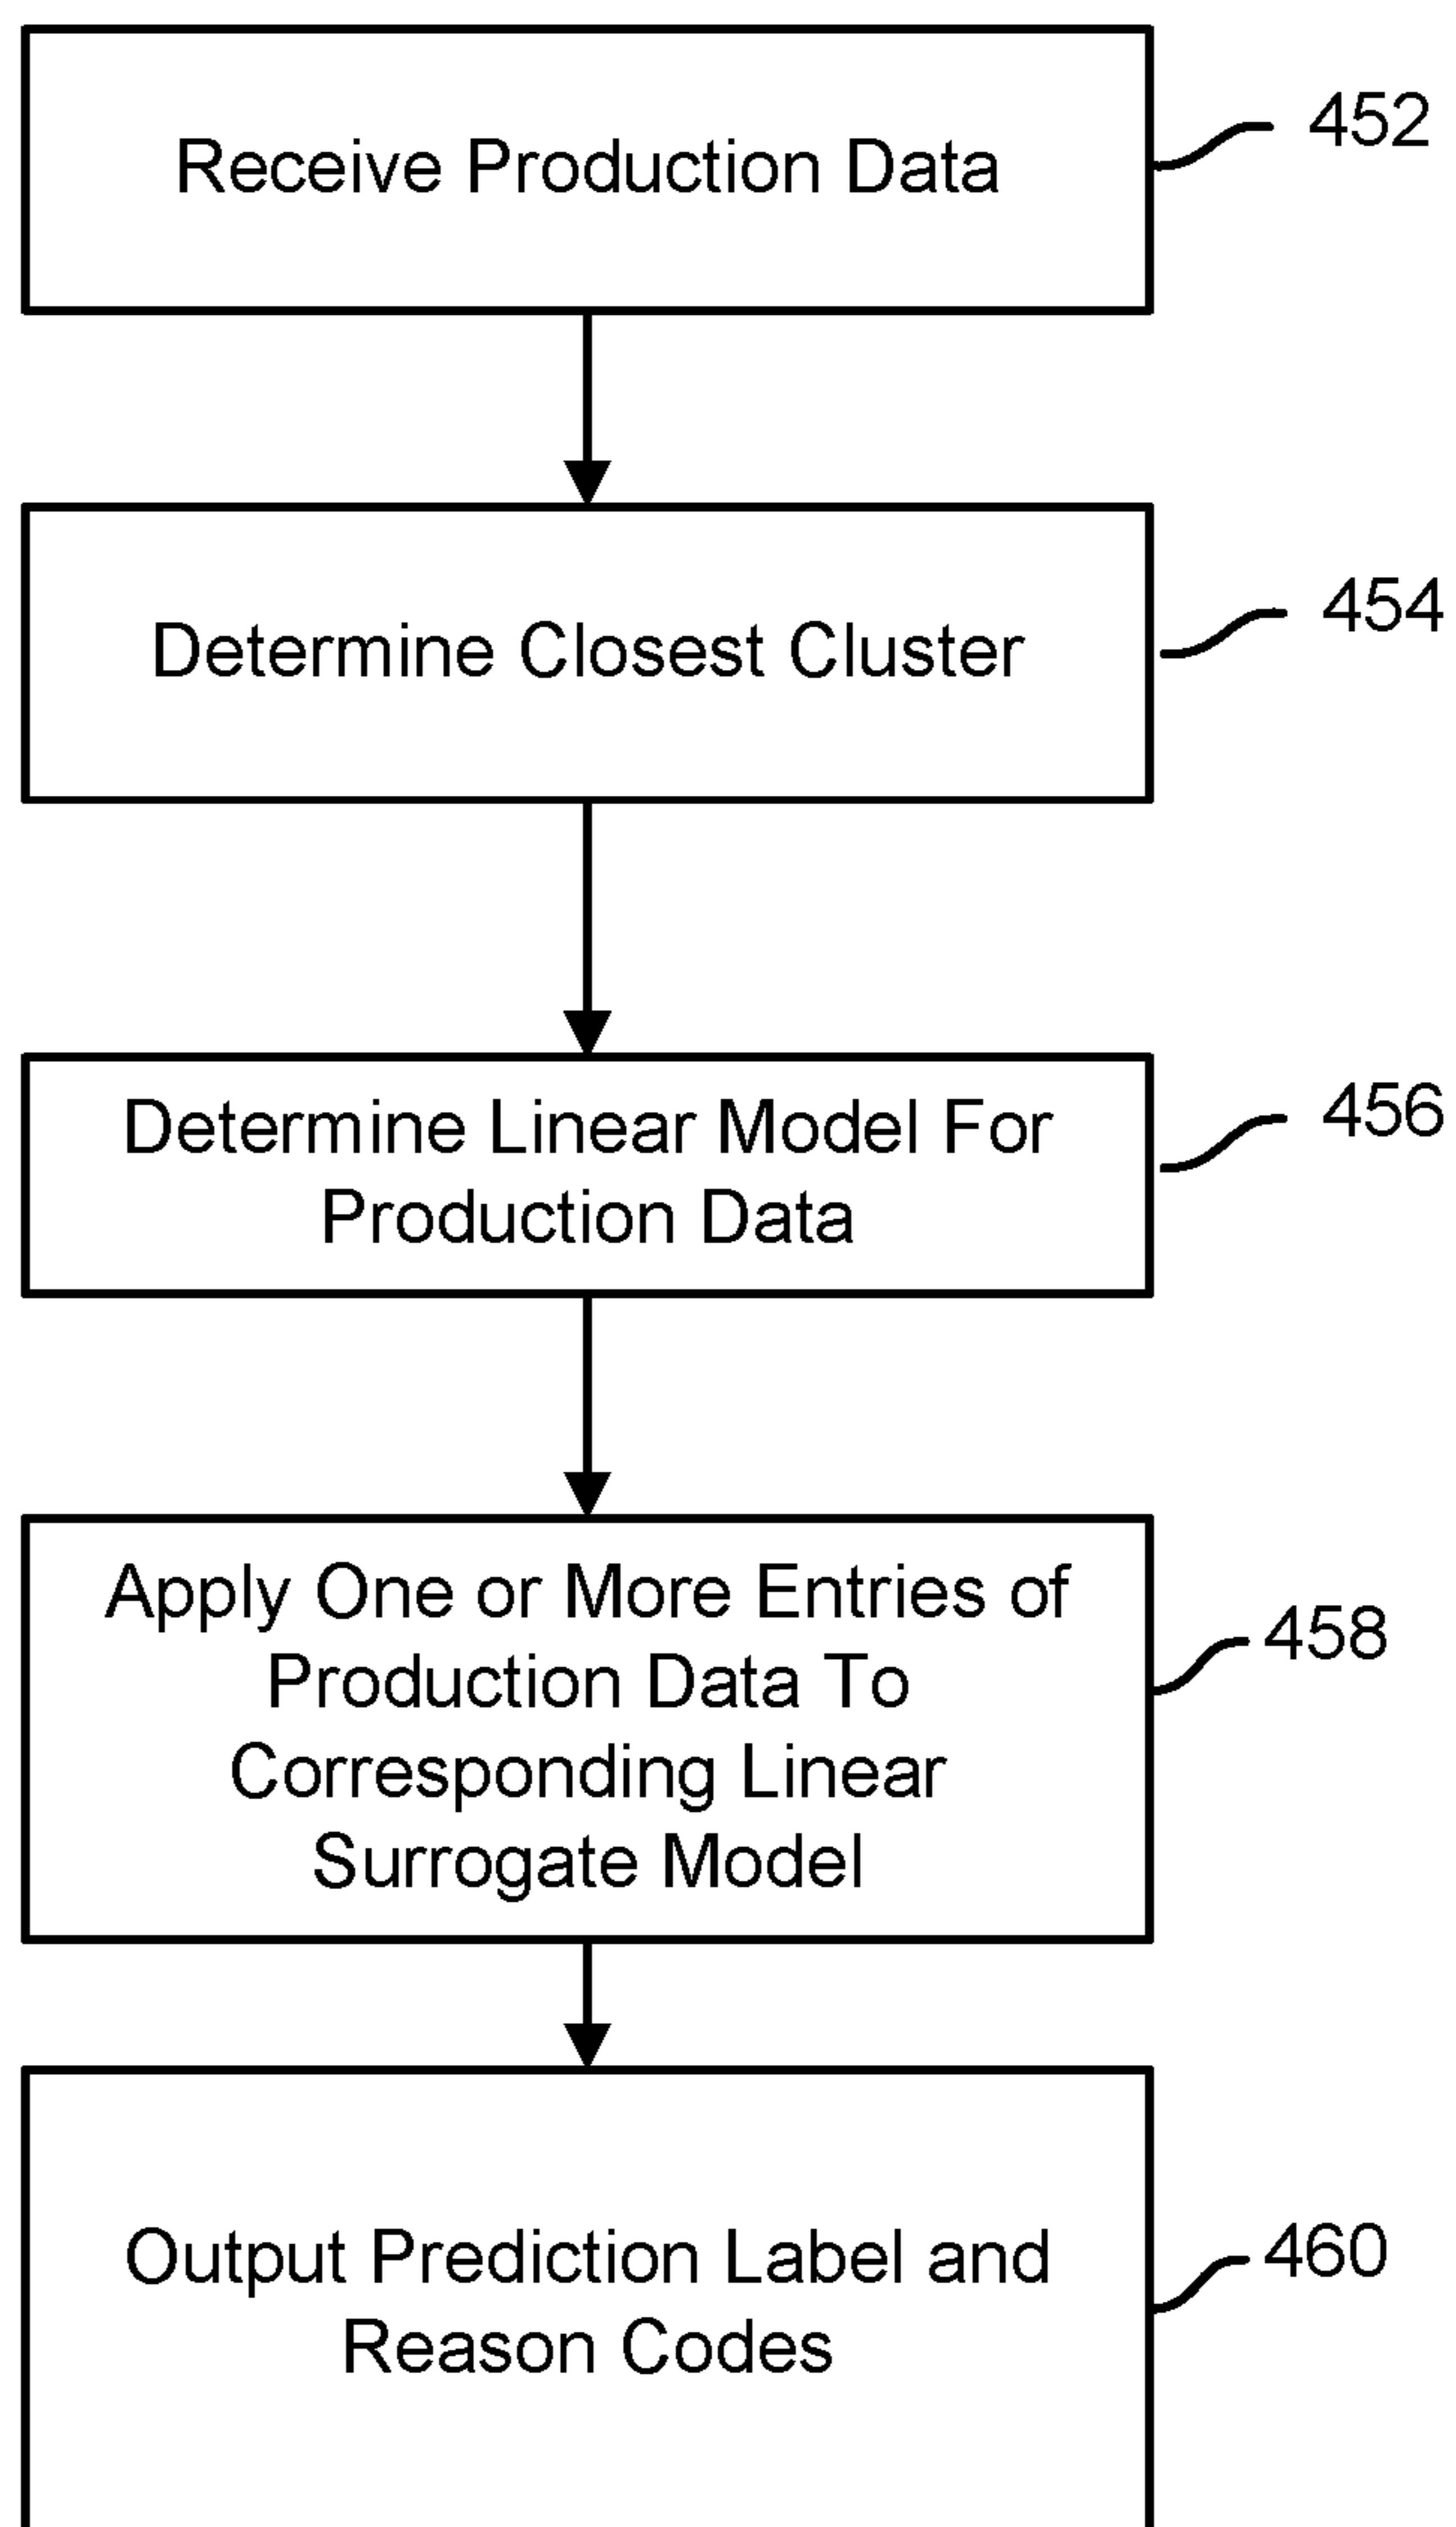 Receive Production Data
452
Determine Closest Cluster
454
Determine Linear Model For
Production Data
456
Apply One or More Entries of
Production Data To
Corresponding Linear
Surrogate Model
458
Output Prediction Label and
Reason Codes
460